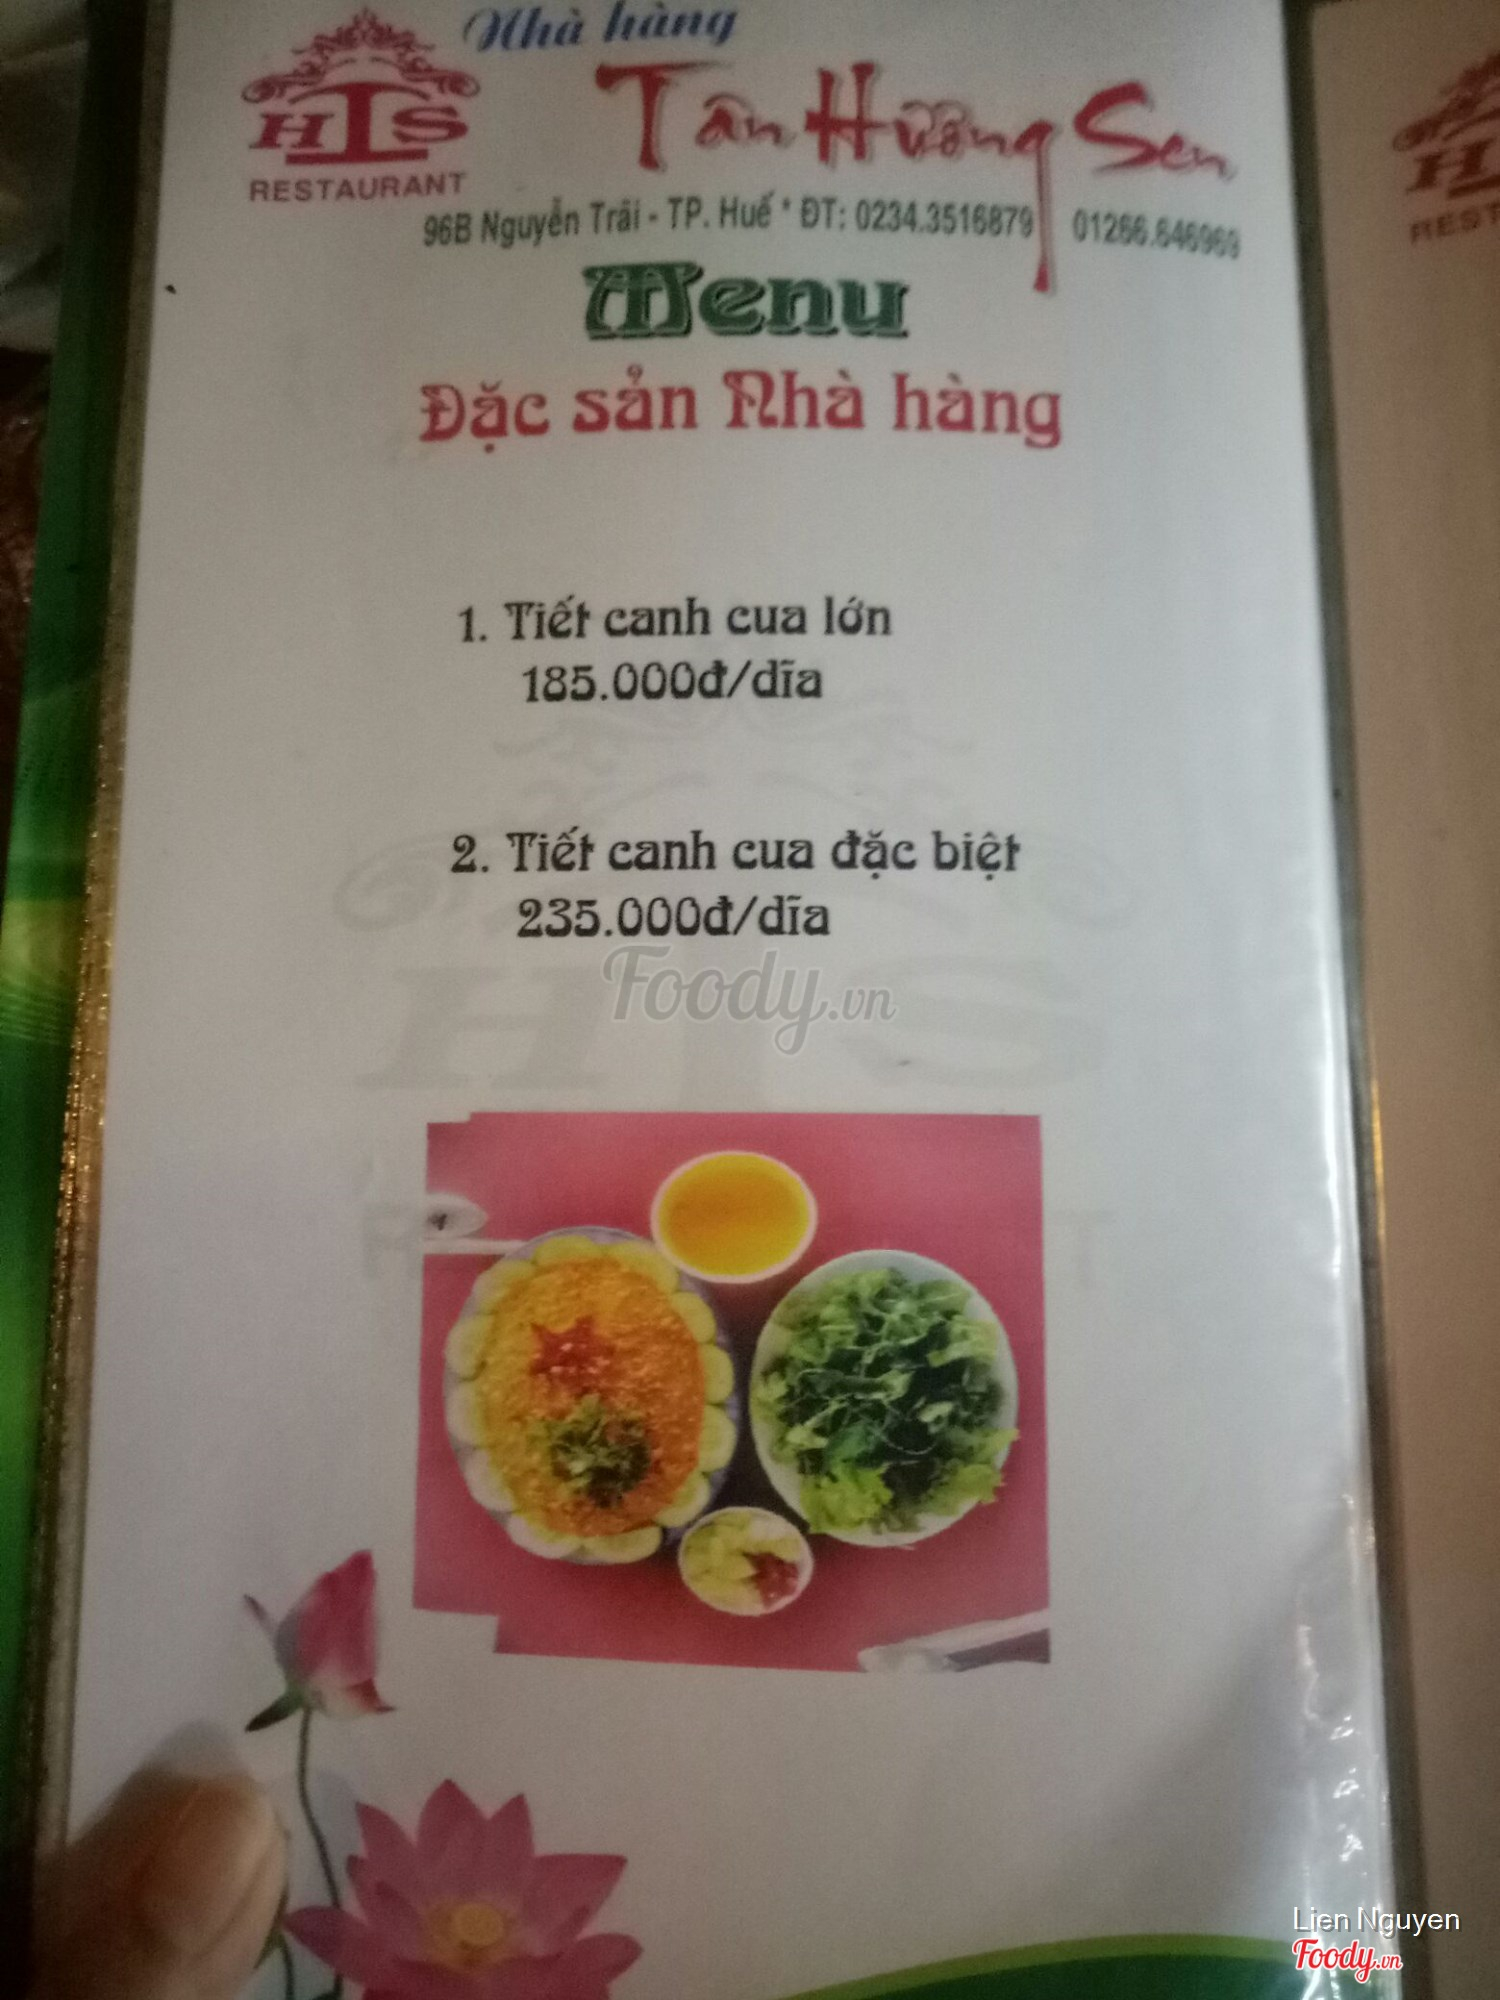 Nhà hàng
HTS
RESTAURANT
Tân Hương Sen
96B Nguyễn Trãi - TP. Huế * ĐT: 0234.3516879 01266.646969
Menu
Đặc sản Nhà hàng
1. Tiết canh cua lớn
185.000đ/dĩa
2. Tiết canh cua đặc biệt
235.000đ/dĩa
Foody.vn
Lien Nguyen
Foody.vn